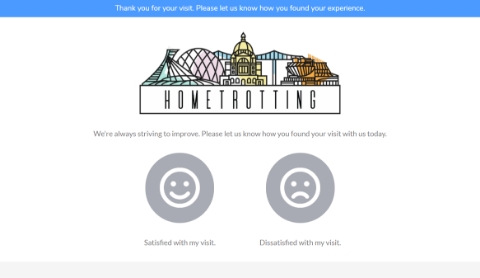 Thank you for your visit. Please let us know how you found your experience.
HOMETROTTING
We're always striving to improve. Please let us know how you found your visit with us today.
Satisfied with my visit.
Dissatisfied with my visit.